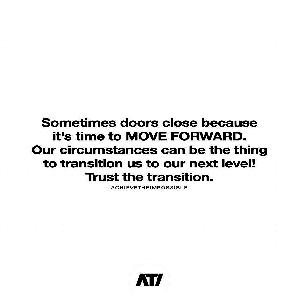 Sometimes doors close because
it's time to MOVE FORWARD.
Our circumstances can be the thing
to transition us to our next level!
Trust the transition.
ACHIEVETHEIMPOSSIBLE
ATI